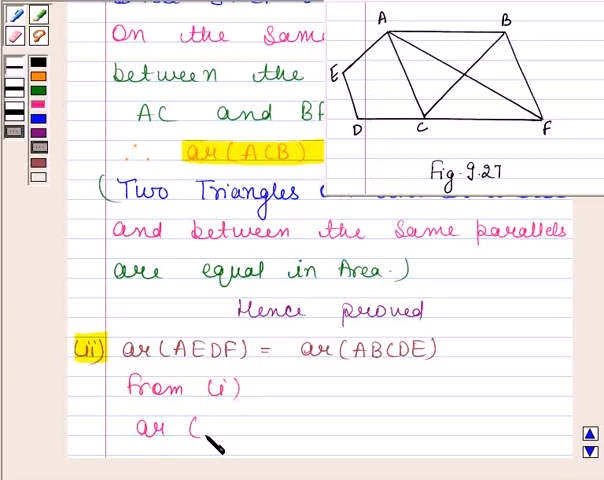 On the Same
between the
AC and BF
∴ ar(ACB)
(Two Triangles
and between the Same parallels
are equal in Area.)
Hence proved
(ii) ar(AEDF) = ar(ABCDE)
from (i)
ar (
A B
E
D C F
Fig. 9.27